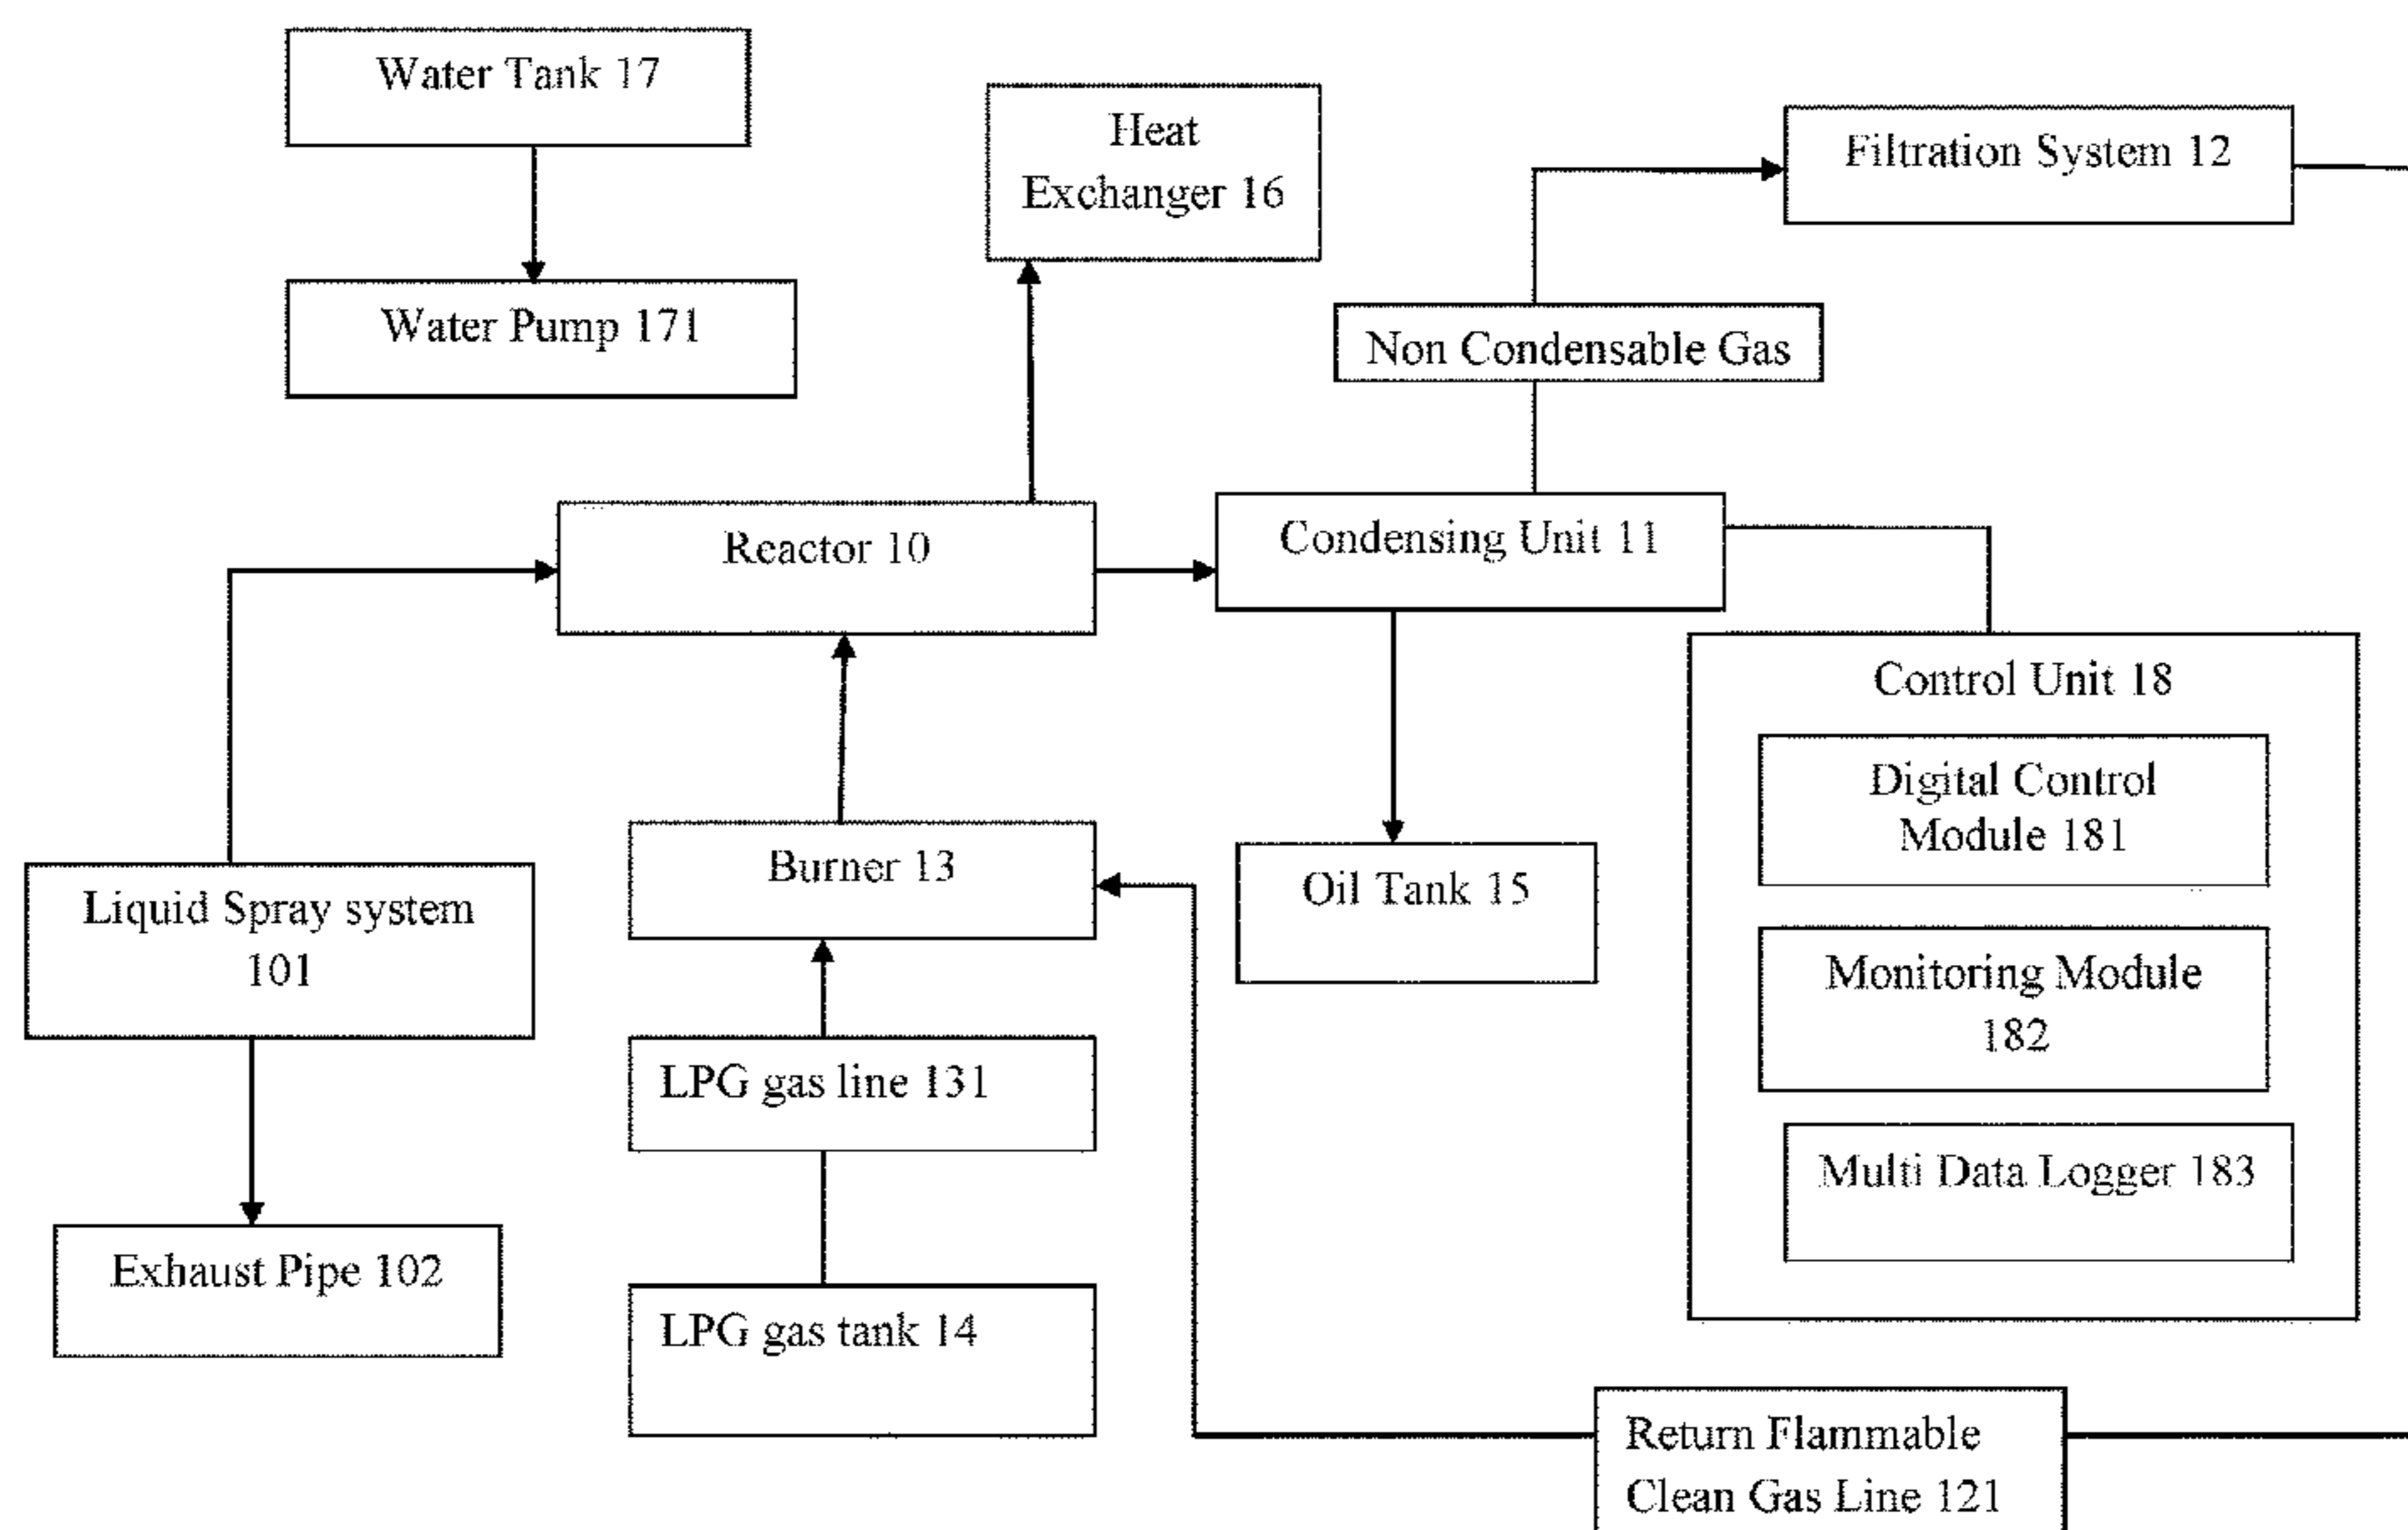 Water Tank 17
Heat
Exchanger 16
Filtration System 12
Water Pump 171
Non Condensable Gas
Reactor 10
Condensing Unit 11
Control Unit 18
Digital Control
Module 181
Burner 13
Oil Tank 15
Liquid Spray system
101
Monitoring Module
182
LPG gas line 131
Multi Data Logger 183
Exhaust Pipe 102
LPG gas tank 14
Return Flammable
Clean Gas Line 121